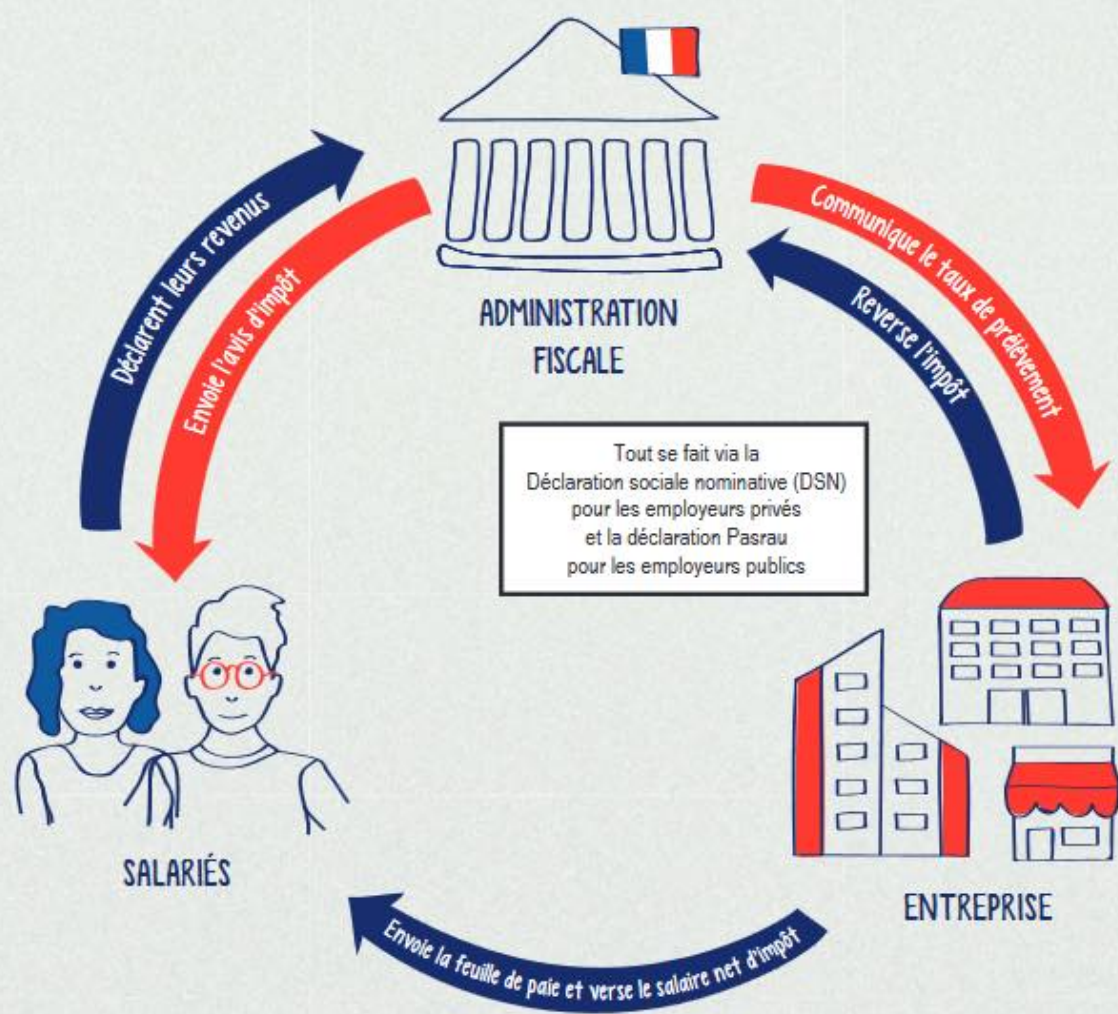 Déclarent leurs revenus
Envoie l'avis d'impôt
ADMINISTRATION
FISCALE
Communique le taux de prélèvement
Reverse l'impôt
Tout se fait via la
Déclaration sociale nominative (DSN)
pour les employeurs privés
et la déclaration Pasrau
pour les employeurs publics
SALARIÉS
ENTREPRISE
Envoie la feuille de paie et verse le salaire net d'impôt